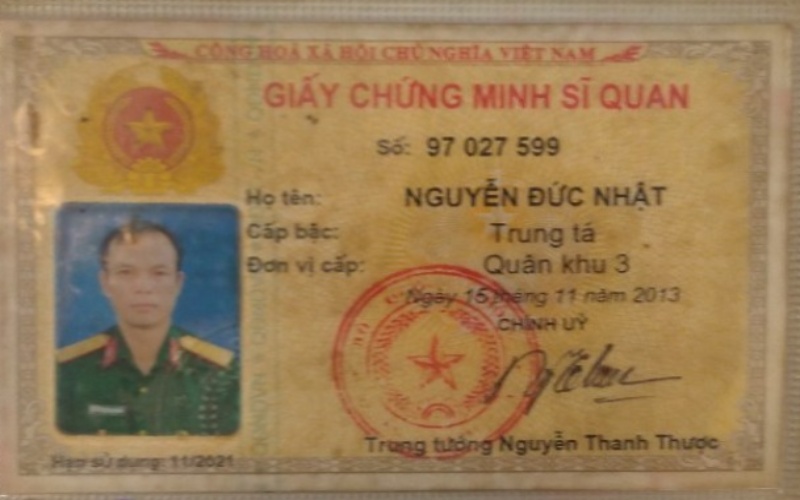 CỘNG HOÀ XÃ HỘI CHỦ NGHĨA VIỆT NAM
GIẤY CHỨNG MINH SĨ QUAN
Số: 97 027 599
Họ tên: NGUYỄN ĐỨC NHẬT
Cấp bậc: Trung tá
Đơn vị cấp: Quân khu 3
Ngày 15 tháng 11 năm 2013
CHÍNH UỶ
Trung tướng Nguyễn Thanh Thược
Hạn sử dụng: 11/2021